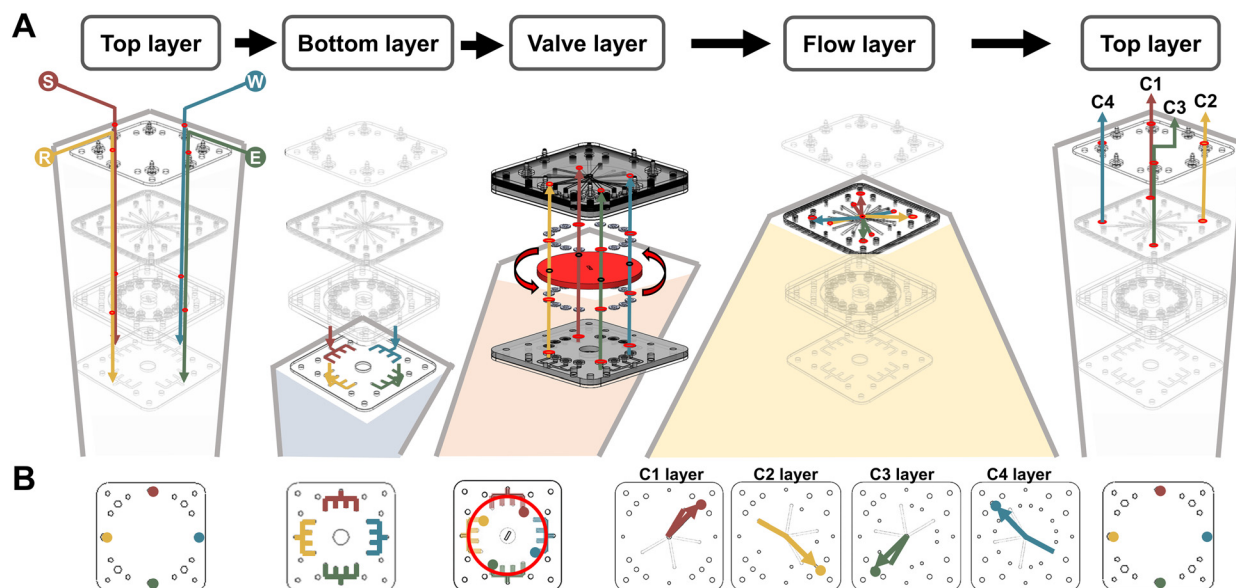 A
Top layer
Bottom layer
Valve layer
Flow layer
Top layer
S
W
R
E
C1
C4
C3
C2
B
C1 layer
C2 layer
C3 layer
C4 layer